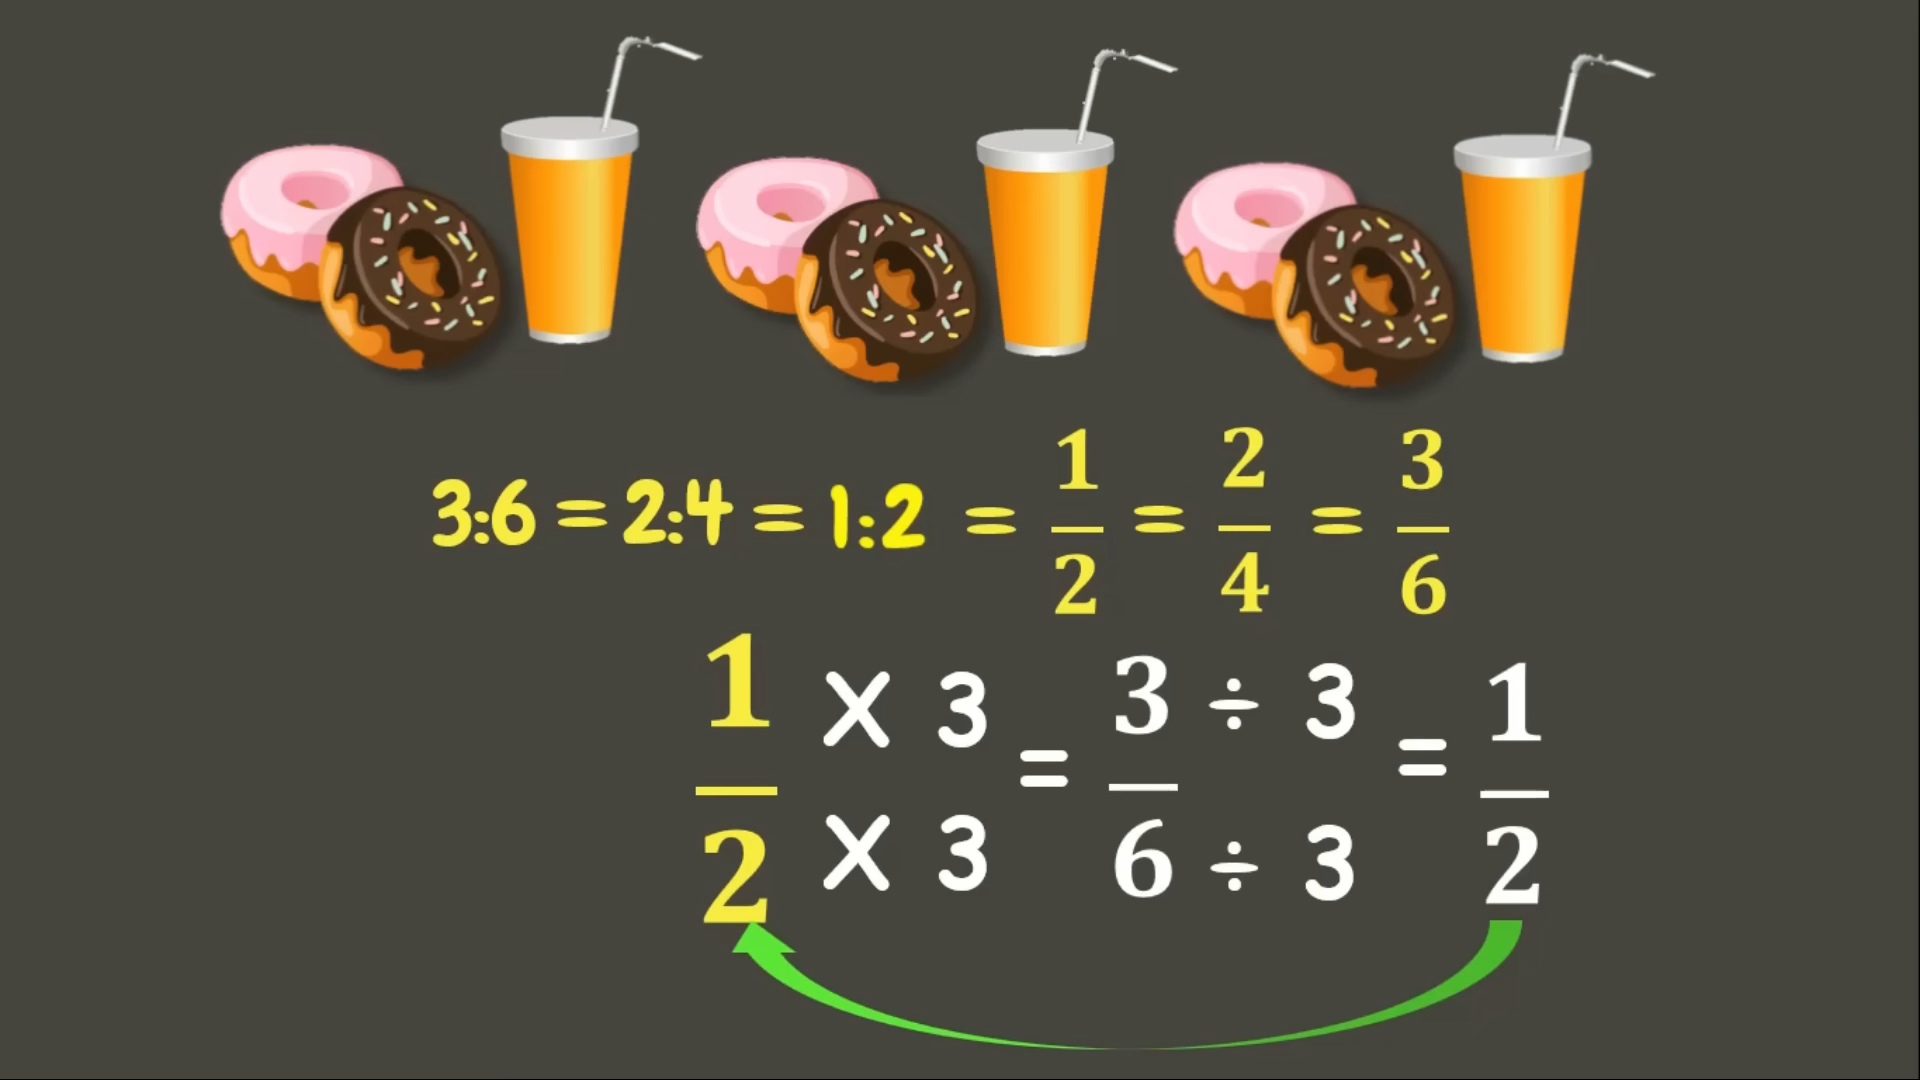 3:6 = 2:4 = 1:2 = 1/2 = 2/4 = 3/6
1/2 X 3 / X 3 = 3/6 ÷ 3 / ÷ 3 = 1/2